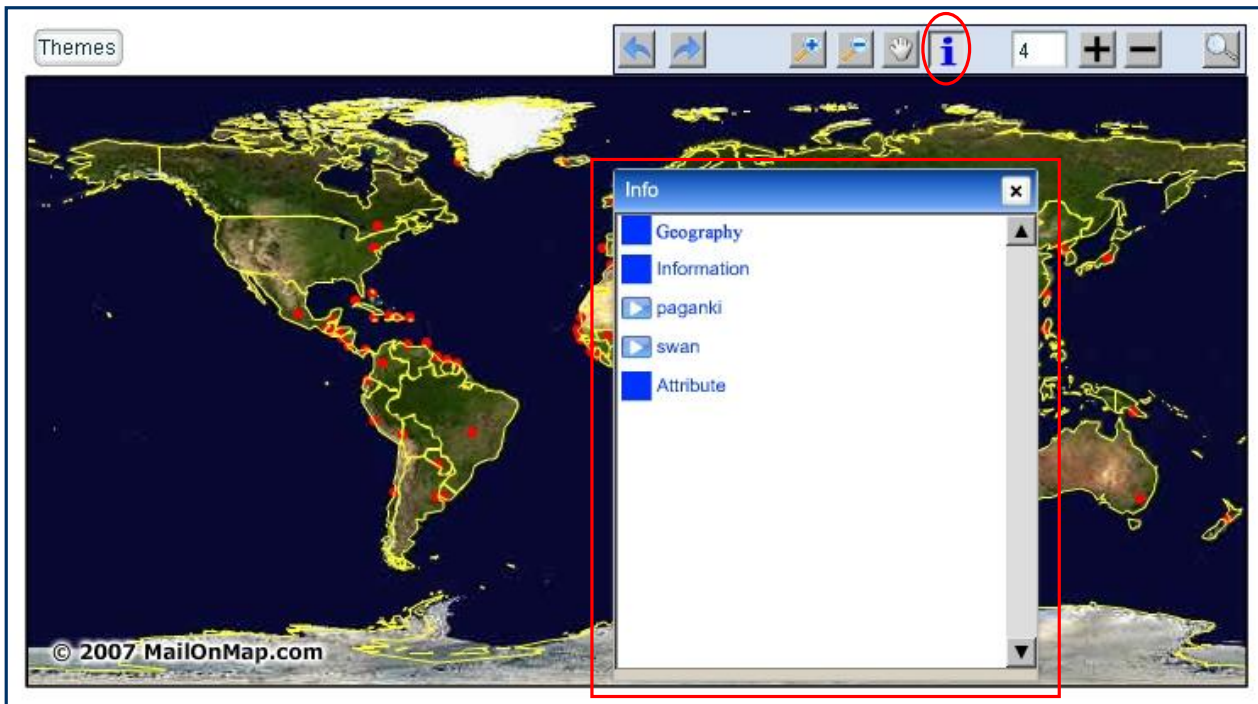 Themes
i
4
Info
Geography
Information
paganki
swan
Attribute
© 2007 MailOnMap.com